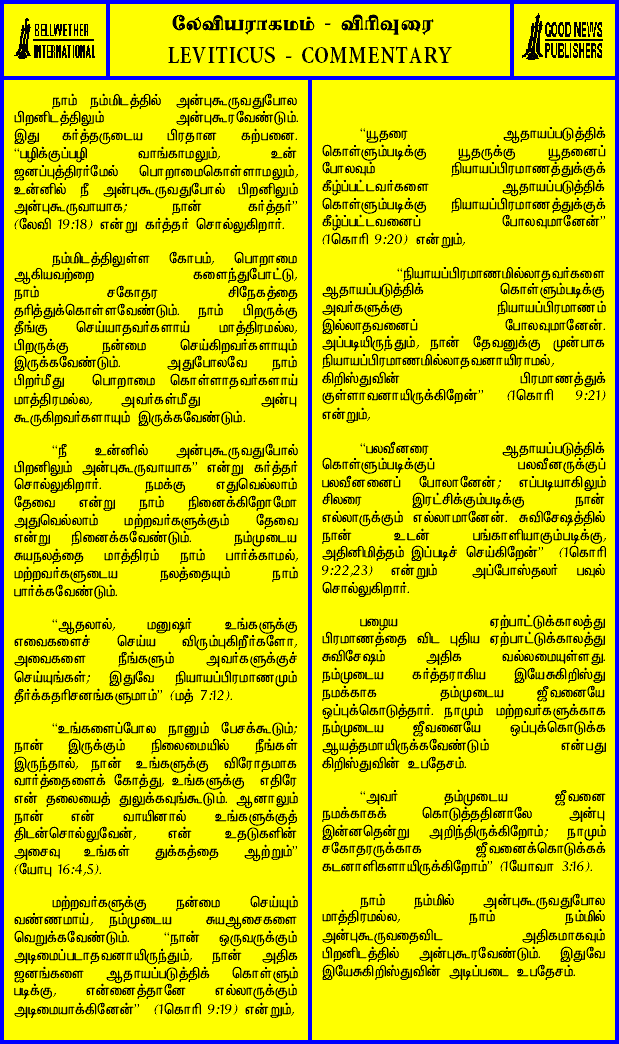 BELLWETHER
INTERNATIONAL
லேவியராகமம் - விரிவுரை
LEVITICUS - COMMENTARY
GOOD NEWS
PUBLISHERS
நாம் நம்மிடத்தில் அன்புகூருவதுபோல
பிறனிடத்திலும் அன்புகூரவேண்டும்.
இது கர்த்தருடைய பிரதான கற்பனை.
“பழிக்குப்பழி வாங்காமலும், உன்
ஜனப்புத்திரர்மேல் பொறாமைகொள்ளாமலும்,
உன்னில் நீ அன்புகூருவதுபோல் பிறனிலும்
அன்புகூருவாயாக; நான் கர்த்தர்”
(லேவி 19:18) என்று கர்த்தர் சொல்லுகிறார்.
நம்மிடத்திலுள்ள கோபம், பொறாமை
ஆகியவற்றை களைந்துபோட்டு,
நாம் சகோதர சிநேகத்தை
தரித்துக்கொள்ளவேண்டும். நாம் பிறருக்கு
தீங்கு செய்யாதவர்களாய் மாத்திரமல்ல,
பிறருக்கு நன்மை செய்கிறவர்களாயும்
இருக்கவேண்டும். அதுபோலவே நாம்
பிறர்மீது பொறாமை கொள்ளாதவர்களாய்
மாத்திரமல்ல, அவர்கள்மீது அன்பு
கூருகிறவர்களாயும் இருக்கவேண்டும்.
“நீ உன்னில் அன்புகூருவதுபோல்
பிறனிலும் அன்புகூருவாயாக” என்று கர்த்தர்
சொல்லுகிறார். நமக்கு எதுவெல்லாம்
தேவை என்று நாம் நினைக்கிறோமோ
அதுவெல்லாம் மற்றவர்களுக்கும் தேவை
என்று நினைக்கவேண்டும். நம்முடைய
சுயநலத்தை மாத்திரம் நாம் பார்க்காமல்,
மற்றவர்களுடைய நலத்தையும் நாம்
பார்க்கவேண்டும்.
“ஆதலால், மனுஷர் உங்களுக்கு
எவைகளைச் செய்ய விரும்புகிறீர்களோ,
அவைகளை நீங்களும் அவர்களுக்குச்
செய்யுங்கள்; இதுவே நியாயப்பிரமாணமும்
தீர்க்கதரிசனங்களுமாம்” (மத் 7:12).
“உங்களைப்போல நானும் பேசக்கூடும்;
நான் இருக்கும் நிலைமையில் நீங்கள்
இருந்தால், நான் உங்களுக்கு விரோதமாக
வார்த்தைளைக் கோத்து, உங்களுக்கு எதிரே
என் தலையைத் துலுக்கவுங்கூடும். ஆனாலும்
நான் என் வாயினால் உங்களுக்குத்
திடன்சொல்லுவேன், என் உதடுகளின்
அசைவு உங்கள் துக்கத்தை ஆற்றும்”
(யோபு 16:4,5).
மற்றவர்களுக்கு நன்மை செய்யும்
வண்ணமாய், நம்முடைய சுயஆசைகளை
வெறுக்கவேண்டும். “நான் ஒருவருக்கும்
அடிமைப்படாதவனாயிருந்தும், நான் அதிக
ஜனங்களை ஆதாயப்படுத்திக் கொள்ளும்
படிக்கு, என்னைத்தானே எல்லாருக்கும்
அடிமையாக்கினேன்” (1கொரி 9:19) என்றும்,
“யூதரை ஆதாயப்படுத்திக்
கொள்ளும்படிக்கு யூதருக்கு யூதனைப்
போலவும் நியாயப்பிரமாணத்துக்குக்
கீழ்ப்பட்டவர்களை ஆதாயப்படுத்திக்
கொள்ளும்படிக்கு நியாயப்பிரமாணத்துக்குக்
கீழ்ப்பட்டவனைப் போலவுமானேன்”
(1கொரி 9:20) என்றும்,
“நியாயப்பிரமாணமில்லாதவர்களை
ஆதாயப்படுத்திக் கொள்ளும்படிக்கு
அவர்களுக்கு நியாயப்பிரமாணம்
இல்லாதவனைப் போலவுமானேன்.
அப்படியிருந்தும், நான் தேவனுக்கு முன்பாக
நியாயப்பிரமாணமில்லாதவனாயிராமல்,
கிறிஸ்துவின் பிரமாணத்துக்
குள்ளாவனாயிருக்கிறேன்” (1கொரி 9:21)
என்றும்,
“பலவீனரை ஆதாயப்படுத்திக்
கொள்ளும்படிக்குப் பலவீனருக்குப்
பலவீனனைப் போலானேன்; எப்படியாகிலும்
சிலரை இரட்சிக்கும்படிக்கு நான்
எல்லாருக்கும் எல்லாமானேன். சுவிசேஷத்தில்
நான் உடன் பங்காளியாகும்படிக்கு,
அதினிமித்தம் இப்படிச் செய்கிறேன்” (1கொரி
9:22,23) என்றும் அப்போஸ்தலர் பவுல்
சொல்லுகிறார்.
பழைய ஏற்பாட்டுக்காலத்து
பிரமாணத்தை விட புதிய ஏற்பாட்டுக்காலத்து
சுவிசேஷம் அதிக வல்லமையுள்ளது.
நம்முடைய கர்த்தராகிய இயேசுகிறிஸ்து
நமக்காக தம்முடைய ஜீவனையே
ஒப்புக்கொடுத்தார். நாமும் மற்றவர்களுக்காக
நம்முடைய ஜீவனையே ஒப்புக்கொடுக்க
ஆயத்தமாயிருக்கவேண்டும் என்பது
கிறிஸ்துவின் உபதேசம்.
“அவர் தம்முடைய ஜீவனை
நமக்காகக் கொடுத்ததினாலே அன்பு
இன்னதென்று அறிந்திருக்கிறோம்; நாமும்
சகோதரருக்காக ஜீவனைக்கொடுக்கக்
கடனாளிகளாயிருக்கிறோம்” (1யோவா 3:16).
நாம் நம்மில் அன்புகூருவதுபோல
மாத்திரமல்ல, நாம் நம்மில்
அன்புகூருவதைவிட அதிகமாகவும்
பிறனிடத்தில் அன்புகூரவேண்டும். இதுவே
இயேசுகிறிஸ்துவின் அடிப்படை உபதேசம்.